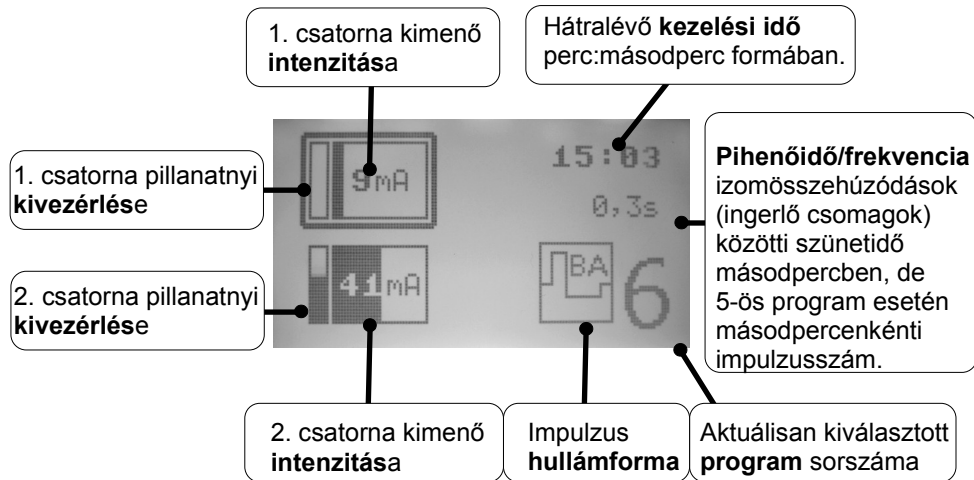 1. csatorna kimenő
intenzitása
Hátralévő kezelési idő
perc:másodperc formában.
1. csatorna pillanatnyi
kivezérlése
2. csatorna pillanatnyi
kivezérlése
9mA
15:03
0,3s
41mA
BA
6
Pihenőidő/frekvencia
izomösszehúzódások
(ingerlő csomagok)
közötti szünetidő
másodpercben, de
5-ös program esetén
másodpercenkénti
impulzusszám.
2. csatorna kimenő
intenzitása
Impulzus
hullámforma
Aktuálisan kiválasztott
program sorszáma